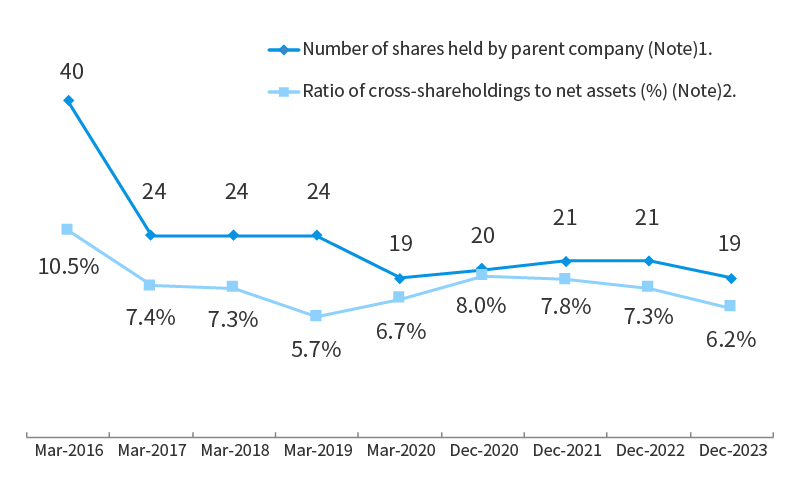 Number of shares held by parent company (Note)1.
Ratio of cross-shareholdings to net assets (%) (Note)2.
40
24
24
24
19
20
21
21
19
10.5%
7.4%
7.3%
5.7%
6.7%
8.0%
7.8%
7.3%
6.2%
Mar-2016
Mar-2017
Mar-2018
Mar-2019
Mar-2020
Dec-2020
Dec-2021
Dec-2022
Dec-2023